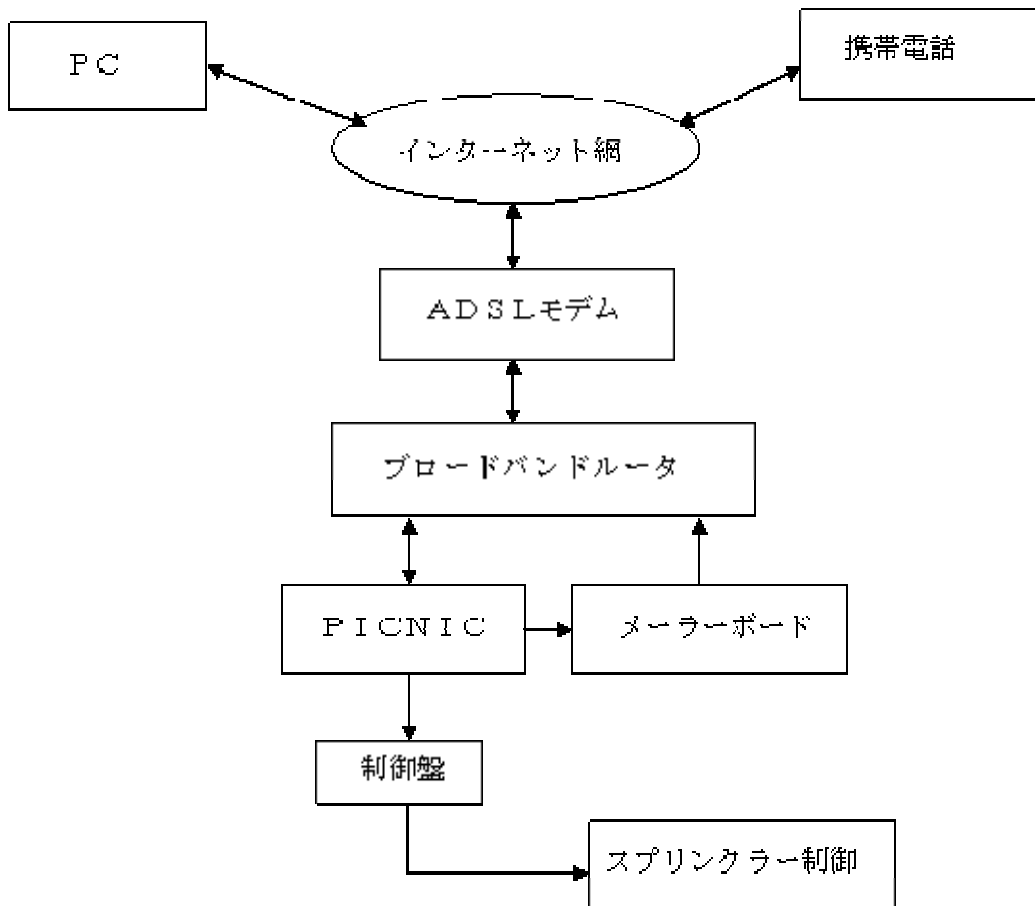 ＰＣ
携帯電話
インターネット網
ＡＤＳＬモデム
ブロードバンドルータ
ＰＩＣＮＩＣ
メーラーボード
制御盤
スプリンクラー制御